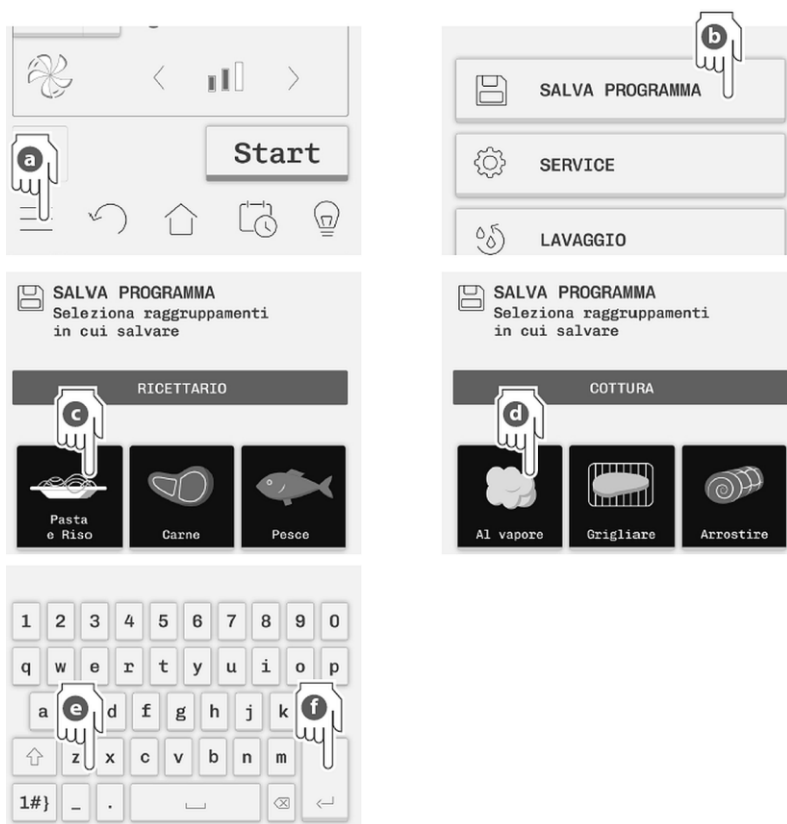 a
Start
b
SALVA PROGRAMMA
SERVICE
LAVAGGIO
SALVA PROGRAMMA
Seleziona raggruppamenti
in cui salvare
RICETTARIO
c
Pasta
e Riso
Carne
Pesce
SALVA PROGRAMMA
Seleziona raggruppamenti
in cui salvare
COTTURA
d
Al vapore
Grigliare
Arrostire
1 2 3 4 5 6 7 8 9 0
q w e r t y u i o p
a e d f g h j k f
z x c v b n m
1#} _ .